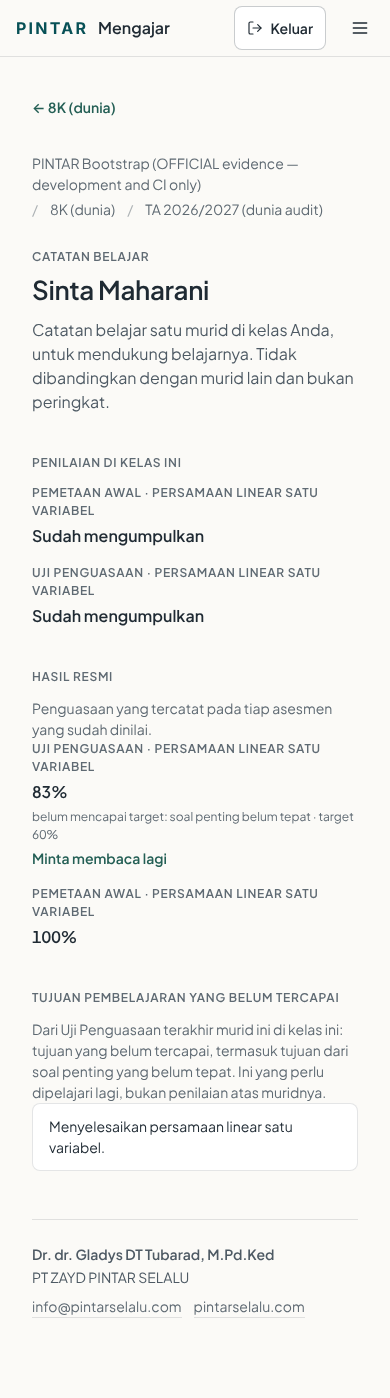 PINTAR Mengajar
Keluar
← 8K (dunia)
PINTAR Bootstrap (OFFICIAL evidence —
development and CI only)
/ 8K (dunia) / TA 2026/2027 (dunia audit)
CATATAN BELAJAR
Sinta Maharani
Catatan belajar satu murid di kelas Anda,
untuk mendukung belajarnya. Tidak
dibandingkan dengan murid lain dan bukan
peringkat.
PENILAIAN DI KELAS INI
PEMETAAN AWAL · PERSAMAAN LINEAR SATU
VARIABEL
Sudah mengumpulkan
UJI PENGUASAAN · PERSAMAAN LINEAR SATU
VARIABEL
Sudah mengumpulkan
HASIL RESMI
Penguasaan yang tercatat pada tiap asesmen
yang sudah dinilai.
UJI PENGUASAAN · PERSAMAAN LINEAR SATU
VARIABEL
83%
belum mencapai target: soal penting belum tepat · target
60%
Minta membaca lagi
PEMETAAN AWAL · PERSAMAAN LINEAR SATU
VARIABEL
100%
TUJUAN PEMBELAJARAN YANG BELUM TERCAPAI
Dari Uji Penguasaan terakhir murid ini di kelas ini:
tujuan yang belum tercapai, termasuk tujuan dari
soal penting yang belum tepat. Ini yang perlu
dipelajari lagi, bukan penilaian atas muridnya.
Menyelesaikan persamaan linear satu
variabel.
Dr. dr. Gladys DT Tubarad, M.Pd.Ked
PT ZAYD PINTAR SELALU
info@pintarselalu.com pintarselalu.com